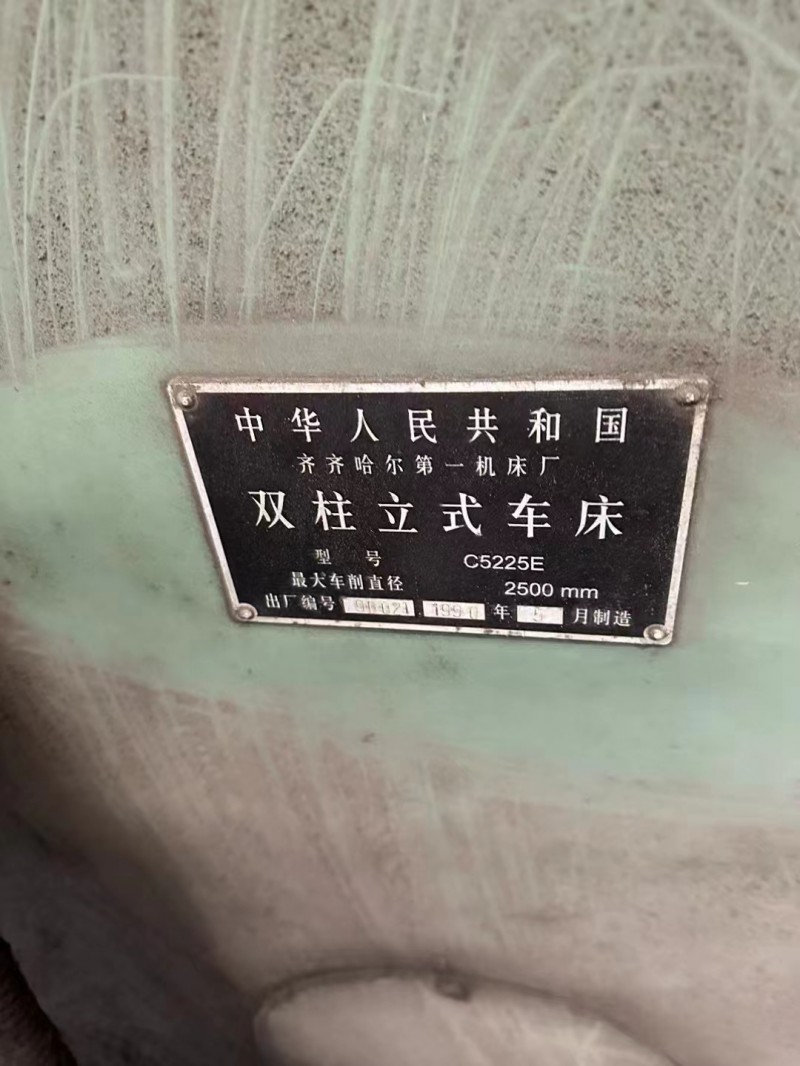 中华人民共和国
齐齐哈尔第一机床厂
双柱立式车床
型号 C5225E
最大车削直径 2500 mm
出厂编号 1990 年 5 月制造